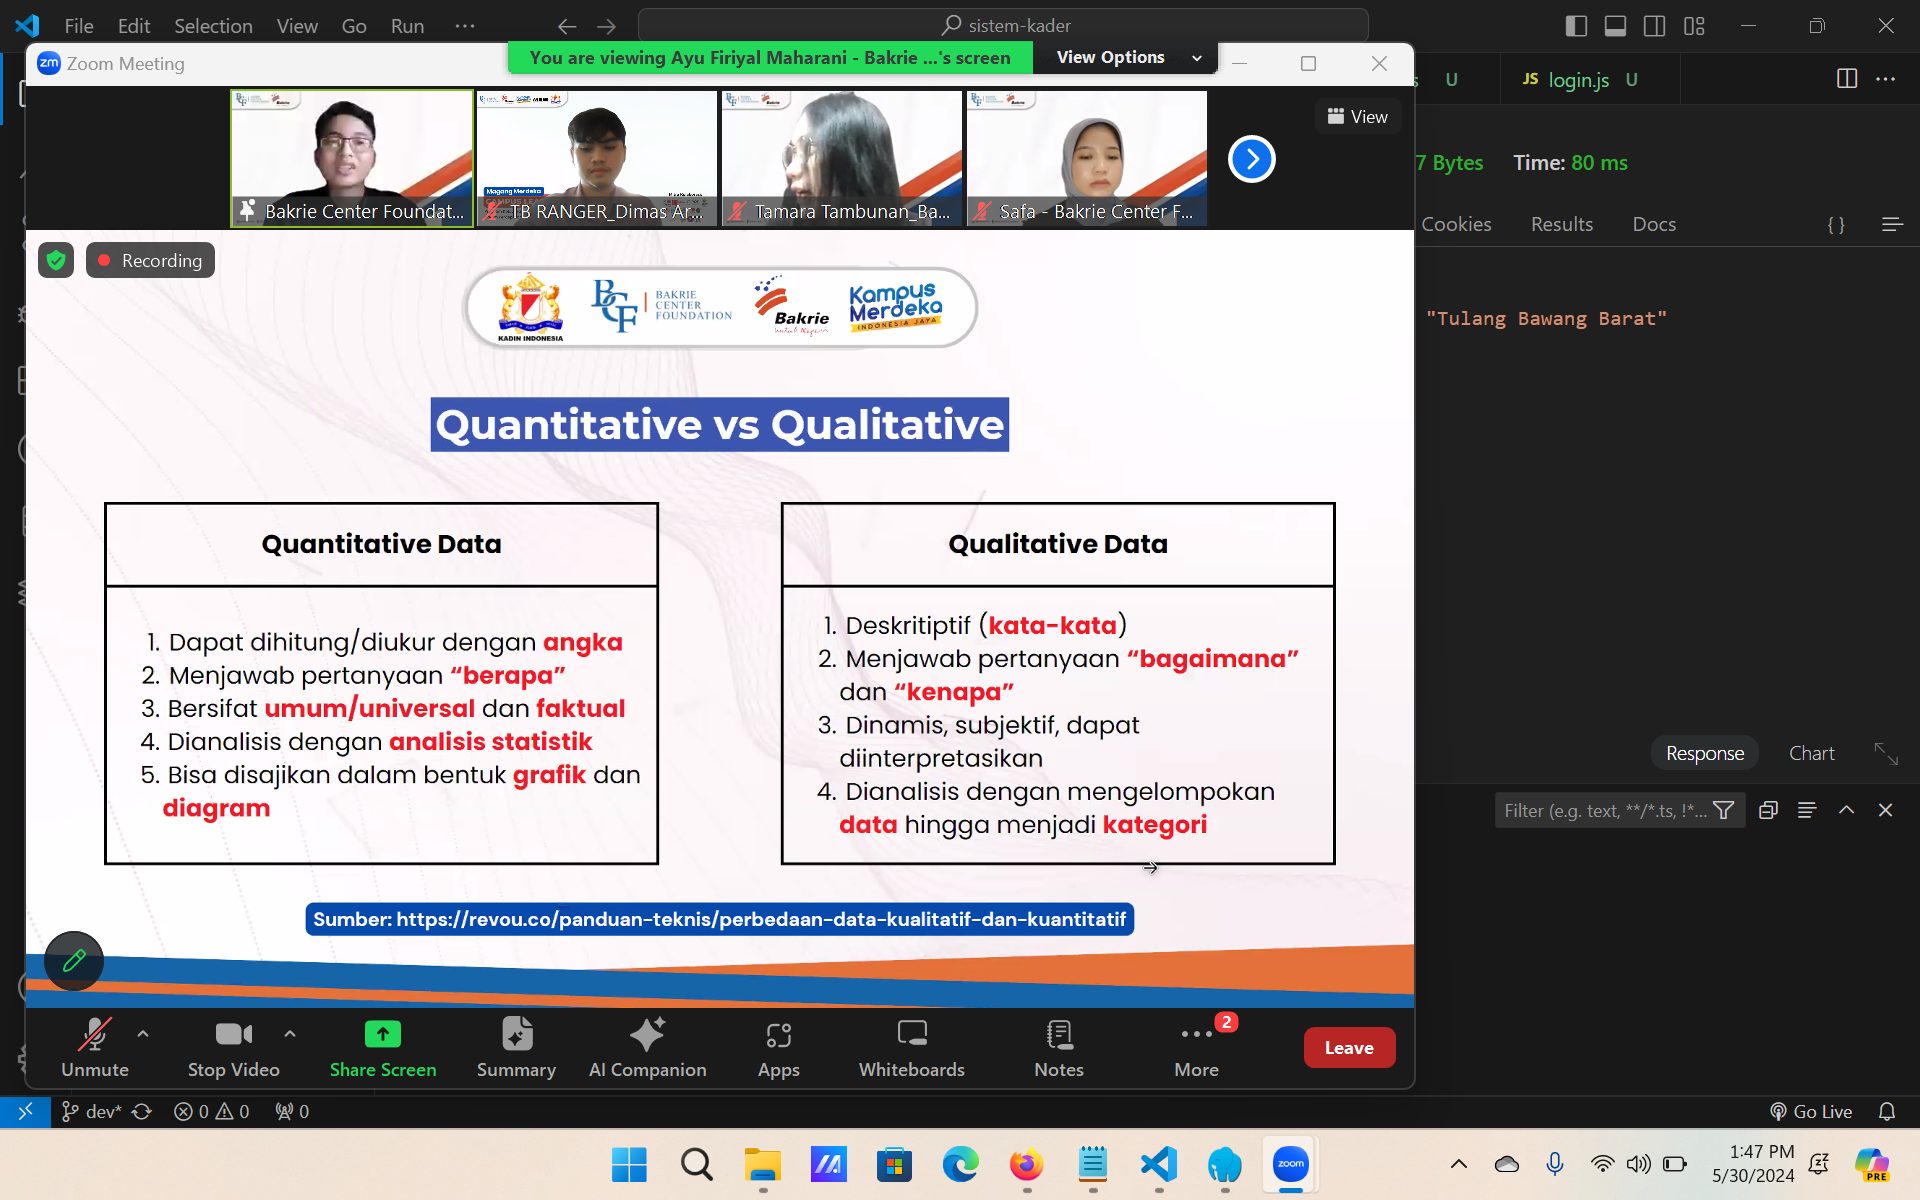 File Edit Selection View Go Run ...
sistem-kader
Zoom Meeting
You are viewing Ayu Firiyal Maharani - Bakrie ...'s screen
View Options
U
JS login.js U
View
Bakrie Center Foundat...
TB RANGER_Dimas Ar...
Tamara Tambunan_Ba...
Safa - Bakrie Center F...
Magang Merdeka
7 Bytes Time: 80 ms
Cookies Results Docs { }
Recording
KADIN INDONESIA
BCF
BAKRIE
CENTER
FOUNDATION
Bakrie
Untuk Negeri
Kampus
Merdeka
INDONESIA JAYA
"Tulang Bawang Barat"
Quantitative vs Qualitative
Quantitative Data
1. Dapat dihitung/diukur dengan angka
2. Menjawab pertanyaan “berapa”
3. Bersifat umum/universal dan faktual
4. Dianalisis dengan analisis statistik
5. Bisa disajikan dalam bentuk grafik dan
diagram
Qualitative Data
1. Deskritiptif (kata-kata)
2. Menjawab pertanyaan “bagaimana”
dan “kenapa”
3. Dinamis, subjektif, dapat
diinterpretasikan
4. Dianalisis dengan mengelompokan
data hingga menjadi kategori
Sumber: https://revou.co/panduan-teknis/perbedaan-data-kualitatif-dan-kuantitatif
Response Chart
Filter (e.g. text, **/*.ts, !*...
Unmute
Stop Video
Share Screen
Summary
AI Companion
Apps
Whiteboards
Notes
2
More
Leave
dev* 0 0 0
Go Live
zoom
1:47 PM
5/30/2024
PRE